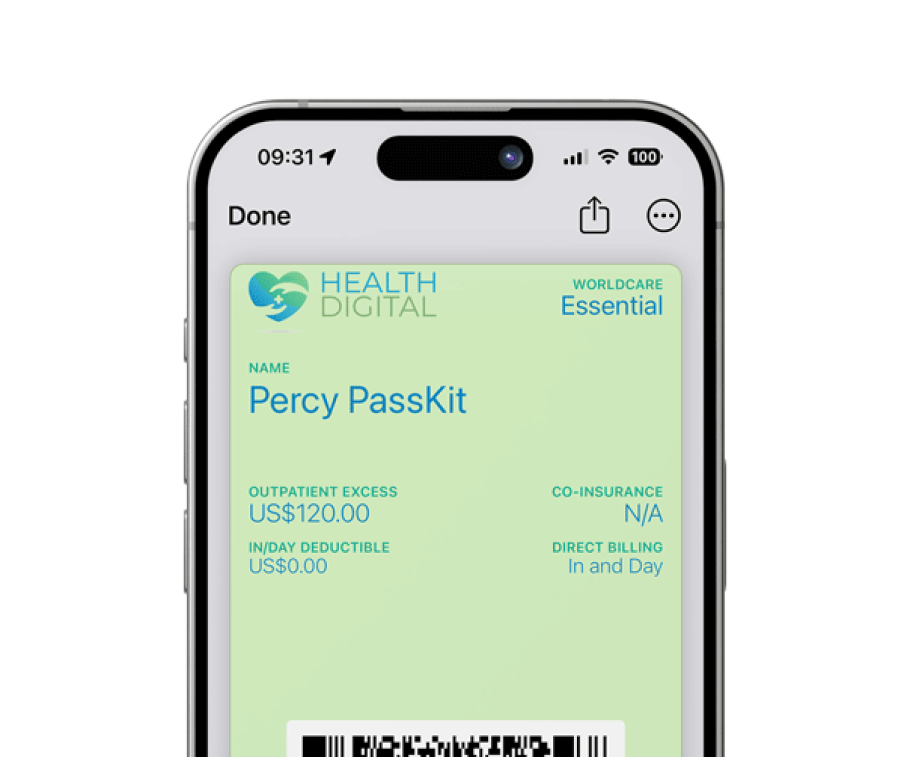 09:31
100
Done
HEALTH
DIGITAL
WORLDCARE
Essential
NAME
Percy PassKit
OUTPATIENT EXCESS
US$120.00
CO-INSURANCE
N/A
IN/DAY DEDUCTIBLE
US$0.00
DIRECT BILLING
In and Day